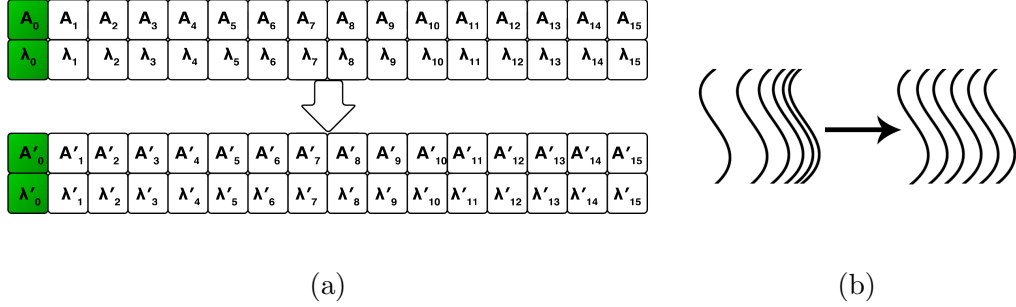 A₀ A₁ A₂ A₃ A₄ A₅ A₆ A₇ A₈ A₉ A₁₀ A₁₁ A₁₂ A₁₃ A₁₄ A₁₅
λ₀ λ₁ λ₂ λ₃ λ₄ λ₅ λ₆ λ₇ λ₈ λ₉ λ₁₀ λ₁₁ λ₁₂ λ₁₃ λ₁₄ λ₁₅
A′₀ A′₁ A′₂ A′₃ A′₄ A′₅ A′₆ A′₇ A′₈ A′₉ A′₁₀ A′₁₁ A′₁₂ A′₁₃ A′₁₄ A′₁₅
λ′₀ λ′₁ λ′₂ λ′₃ λ′₄ λ′₅ λ′₆ λ′₇ λ′₈ λ′₉ λ′₁₀ λ′₁₁ λ′₁₂ λ′₁₃ λ′₁₄ λ′₁₅
(a) (b)